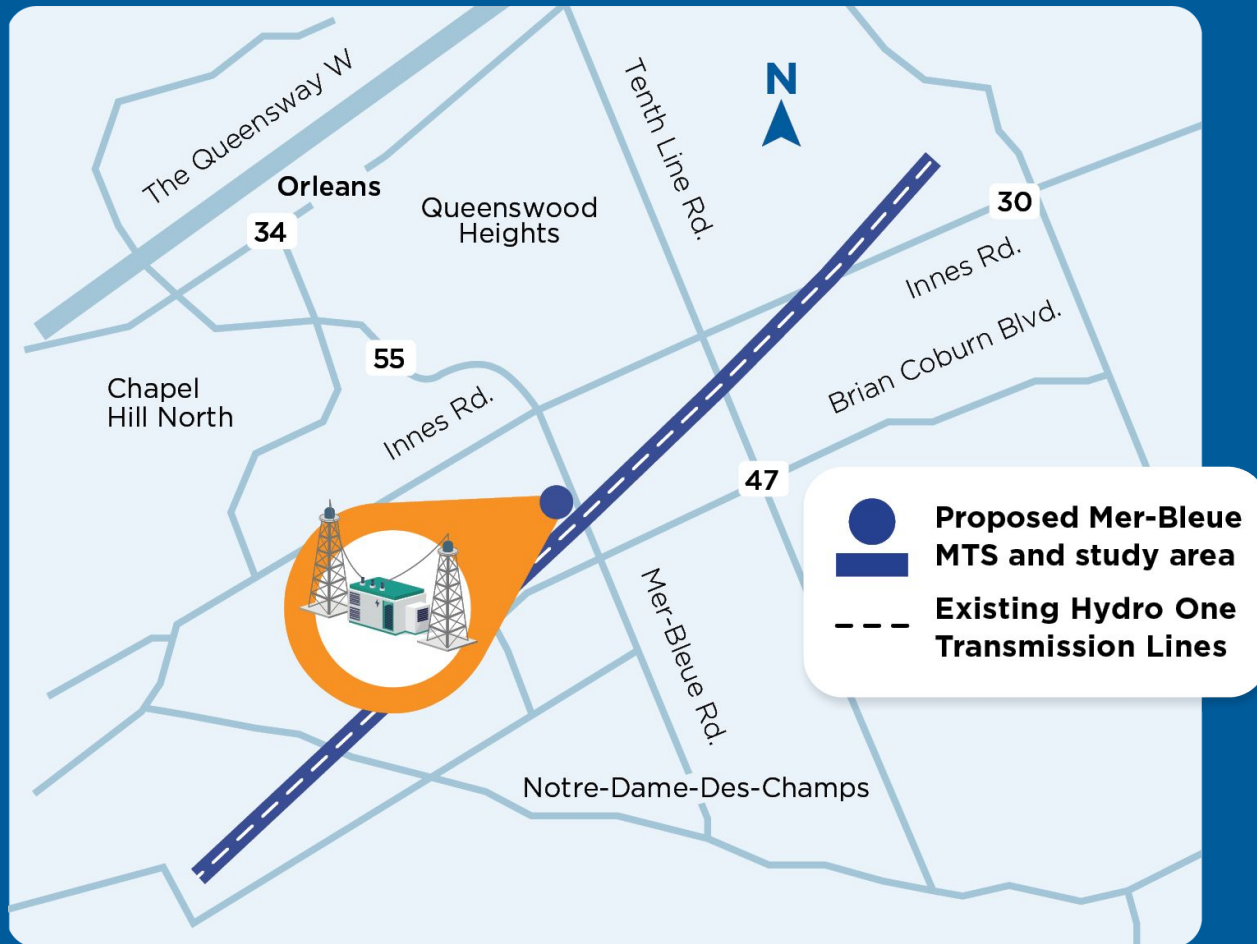 The Queensway W
Tenth Line Rd.
N
Orleans
34
Queenswood
Heights
30
Innes Rd.
55
Chapel
Hill North
Innes Rd.
Brian Coburn Blvd.
47
Proposed Mer-Bleue
MTS and study area
Existing Hydro One
Transmission Lines
Mer-Bleue Rd.
Notre-Dame-Des-Champs